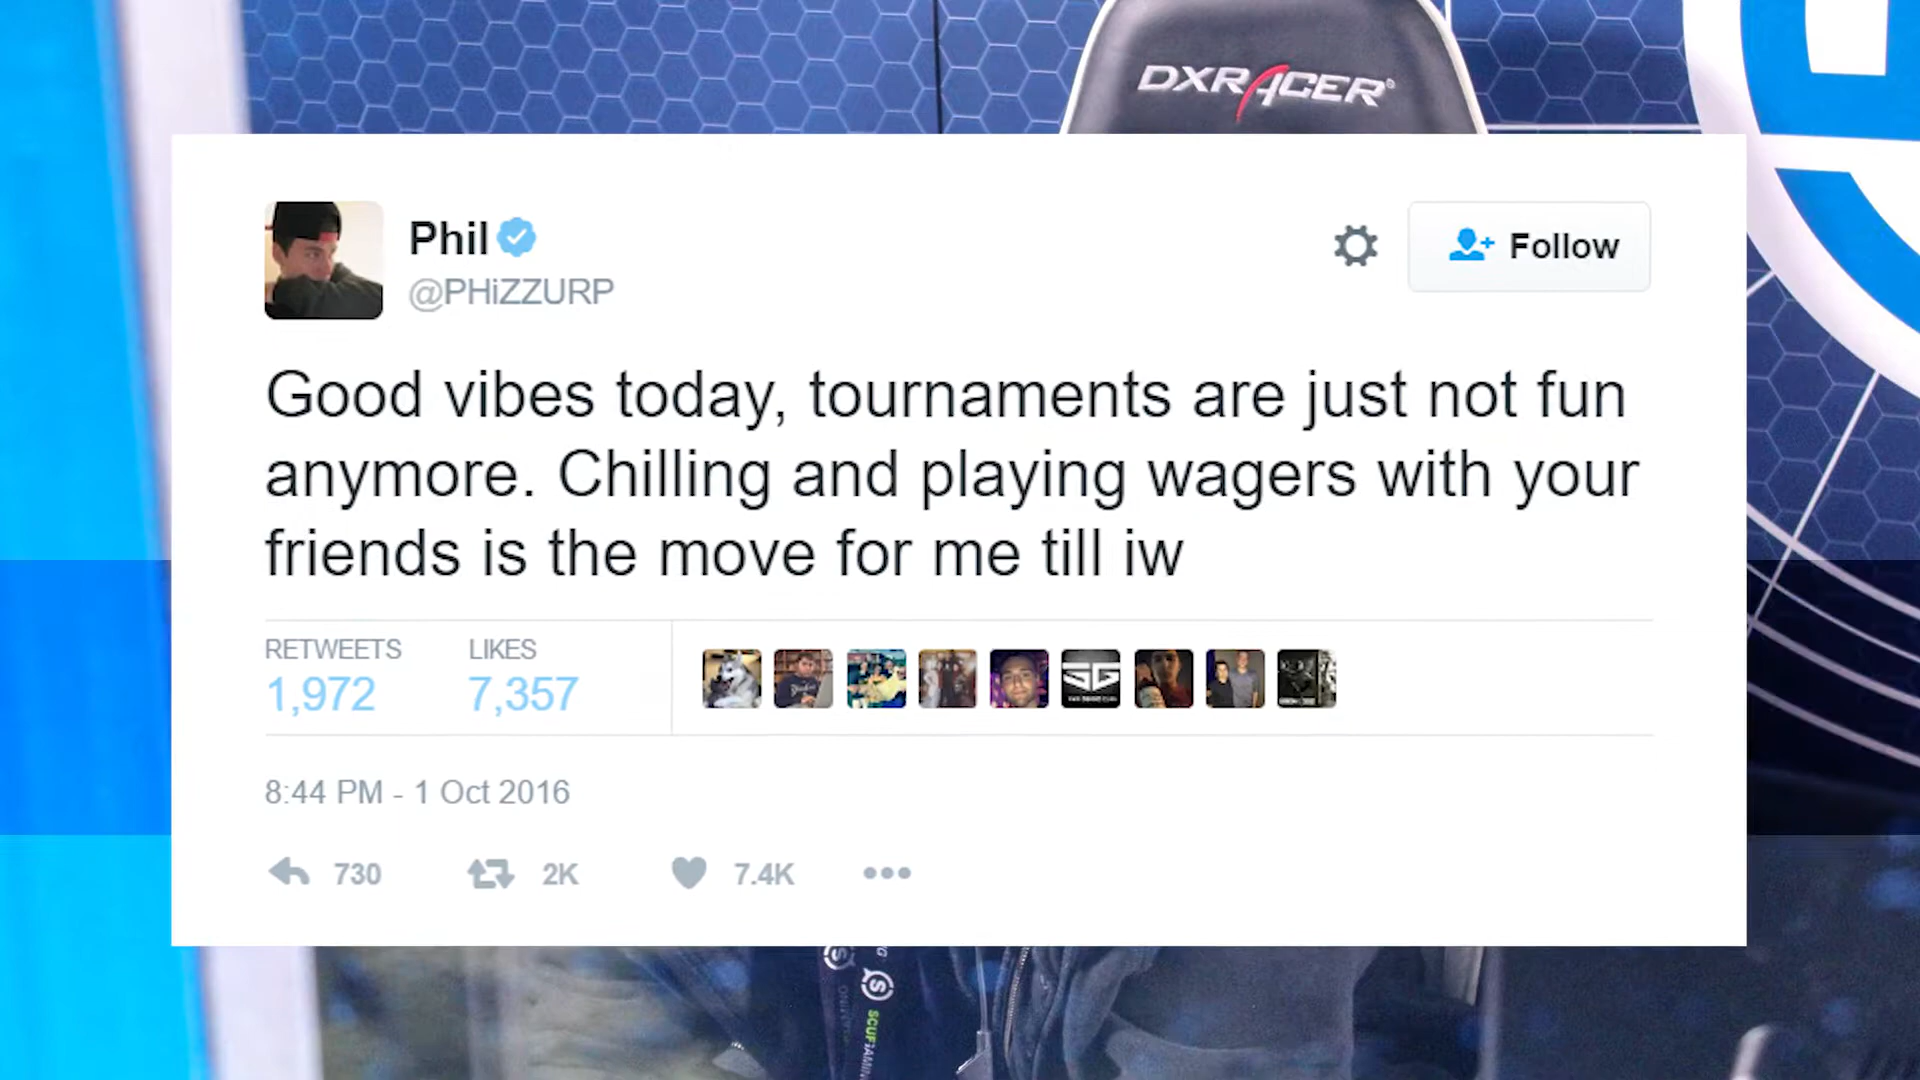 DXRACER®
Phil
@PHiZZURP
Follow
Good vibes today, tournaments are just not fun
anymore. Chilling and playing wagers with your
friends is the move for me till iw
RETWEETS LIKES
1,972 7,357
SG
8:44 PM - 1 Oct 2016
730 2K 7.4K
SCUFGAMING